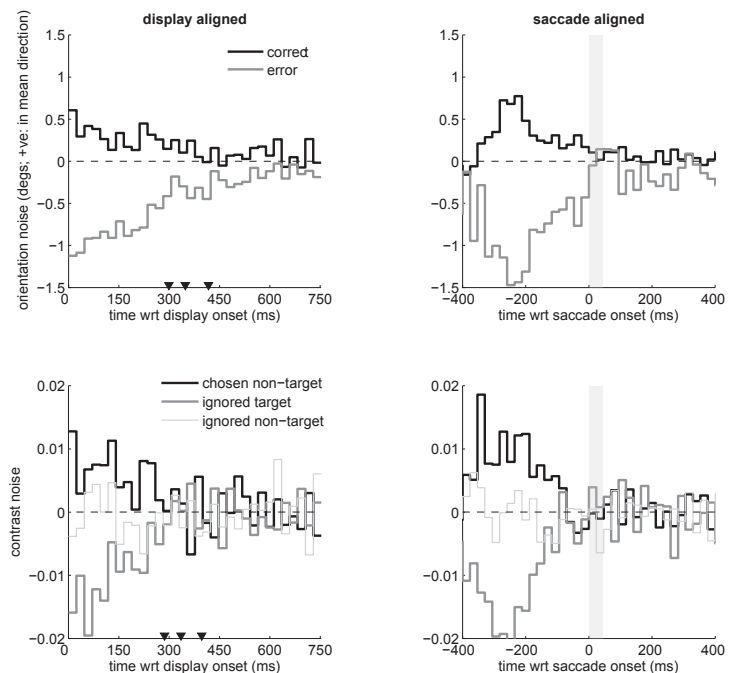 display aligned
saccade aligned
orientation noise (degs; +ve: in mean direction)
1.5
1
0.5
0
−0.5
−1
−1.5
correct
error
0 150 300 450 600 750
time wrt display onset (ms)
1.5
1
0.5
0
−0.5
−1
−1.5
−400 −200 0 200 400
time wrt saccade onset (ms)
contrast noise
0.02
0.01
0
−0.01
−0.02
chosen non−target
ignored target
ignored non−target
0 150 300 450 600 750
time wrt display onset (ms)
0.02
0.01
0
−0.01
−0.02
−400 −200 0 200 400
time wrt saccade onset (ms)